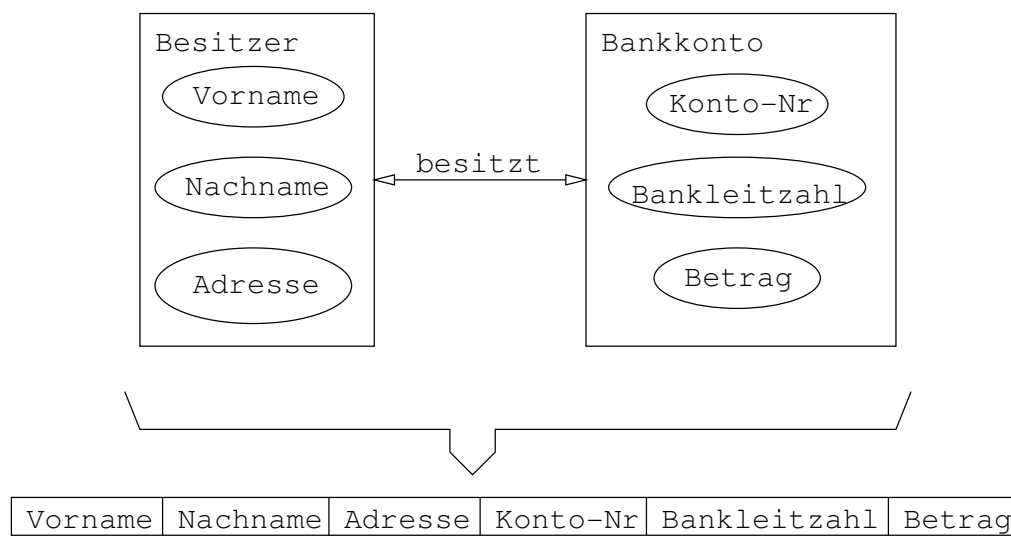 Besitzer
Vorname
Nachname
Adresse
besitzt
Bankkonto
Konto-Nr
Bankleitzahl
Betrag
Vorname Nachname Adresse Konto-Nr Bankleitzahl Betrag